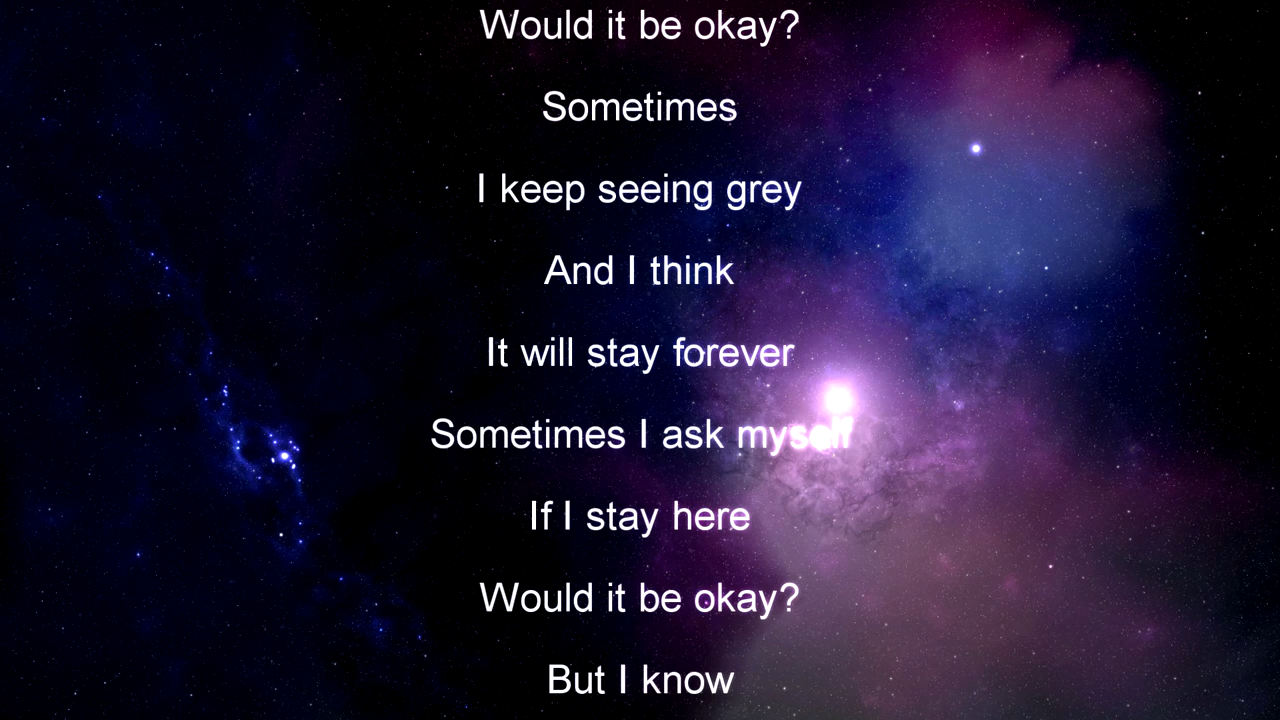 Would it be okay?
Sometimes
I keep seeing grey
And I think
It will stay forever
Sometimes I ask myself
If I stay here
Would it be okay?
But I know